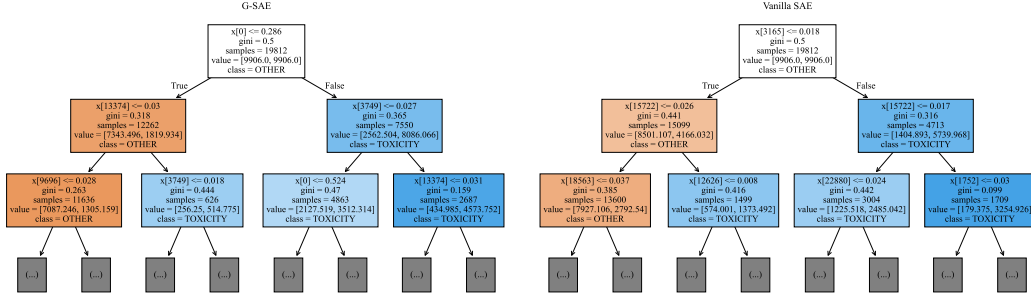 G-SAE
x[0] <= 0.286
gini = 0.5
samples = 19812
value = [9906.0, 9906.0]
class = OTHER
True
False
x[13374] <= 0.03
gini = 0.318
samples = 12262
value = [7343.496, 1819.934]
class = OTHER
x[3749] <= 0.027
gini = 0.365
samples = 7550
value = [2562.504, 8086.066]
class = TOXICITY
x[9696] <= 0.028
gini = 0.263
samples = 11636
value = [7087.246, 1305.159]
class = OTHER
x[3749] <= 0.018
gini = 0.444
samples = 626
value = [256.25, 514.775]
class = TOXICITY
x[0] <= 0.524
gini = 0.47
samples = 4863
value = [2127.519, 3512.314]
class = TOXICITY
x[13374] <= 0.031
gini = 0.159
samples = 2687
value = [434.985, 4573.752]
class = TOXICITY
(...)
(...)
(...)
(...)
(...)
(...)
(...)
(...)
Vanilla SAE
x[3165] <= 0.018
gini = 0.5
samples = 19812
value = [9906.0, 9906.0]
class = OTHER
True
False
x[15722] <= 0.026
gini = 0.441
samples = 15099
value = [8501.107, 4166.032]
class = OTHER
x[15722] <= 0.017
gini = 0.316
samples = 4713
value = [1404.893, 5739.968]
class = TOXICITY
x[18563] <= 0.037
gini = 0.385
samples = 13600
value = [7927.106, 2792.54]
class = OTHER
x[12626] <= 0.008
gini = 0.416
samples = 1499
value = [574.001, 1373.492]
class = TOXICITY
x[22880] <= 0.024
gini = 0.442
samples = 3004
value = [1225.518, 2485.042]
class = TOXICITY
x[1752] <= 0.03
gini = 0.099
samples = 1709
value = [179.375, 3254.926]
class = TOXICITY
(...)
(...)
(...)
(...)
(...)
(...)
(...)
(...)